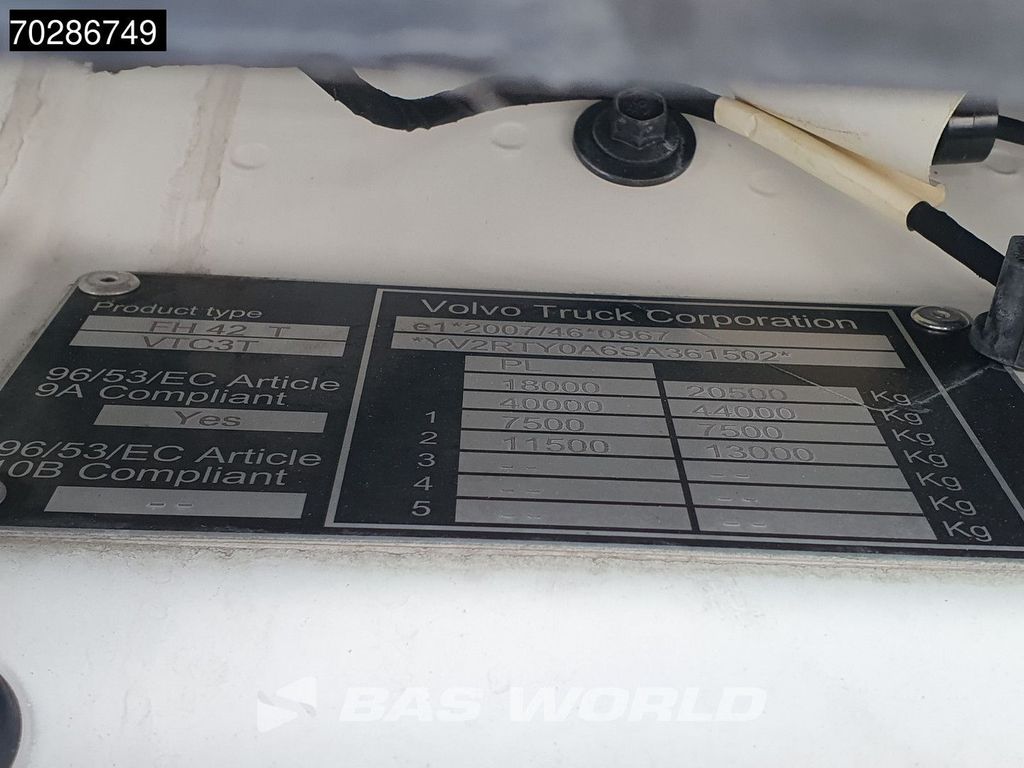 70286749
Product type
FH 42 T
VTC3T
96/53/EC Article
9A Compliant
Yes
96/53/EC Article
10B Compliant
--
Volvo Truck Corporation
e1*2007/46*0967
*YV2RTY0A6SA361502*
PL
18000 20500 Kg
40000 44000 Kg
1 7500 7500 Kg
2 11500 13000 Kg
3 -- -- Kg
4 -- -- Kg
5 -- -- Kg
BAS WORLD